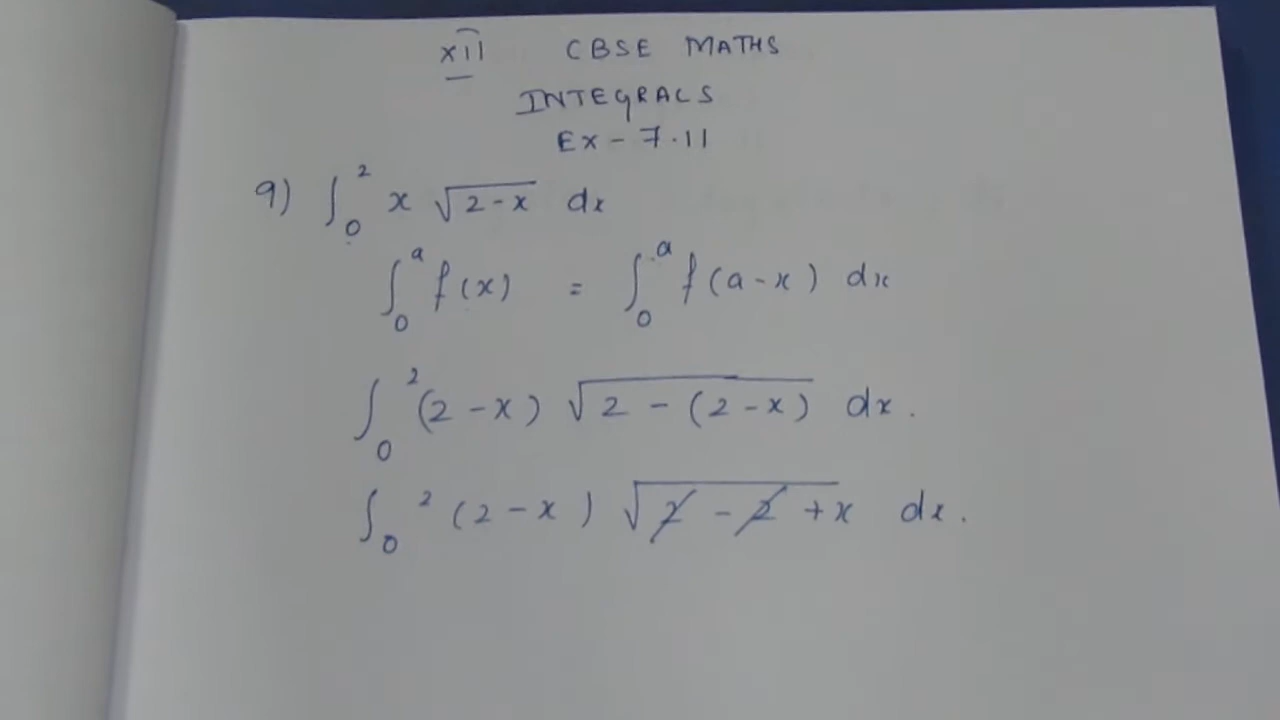 XII CBSE MATHS
INTEGRALS
Ex - 7.11
9) ∫₀² x √(2-x) dx
∫₀ᵃ f(x) = ∫₀ᵃ f(a-x) dx
∫₀² (2-x) √(2-(2-x)) dx.
∫₀² (2-x) √(2̸-2̸+x) dx.